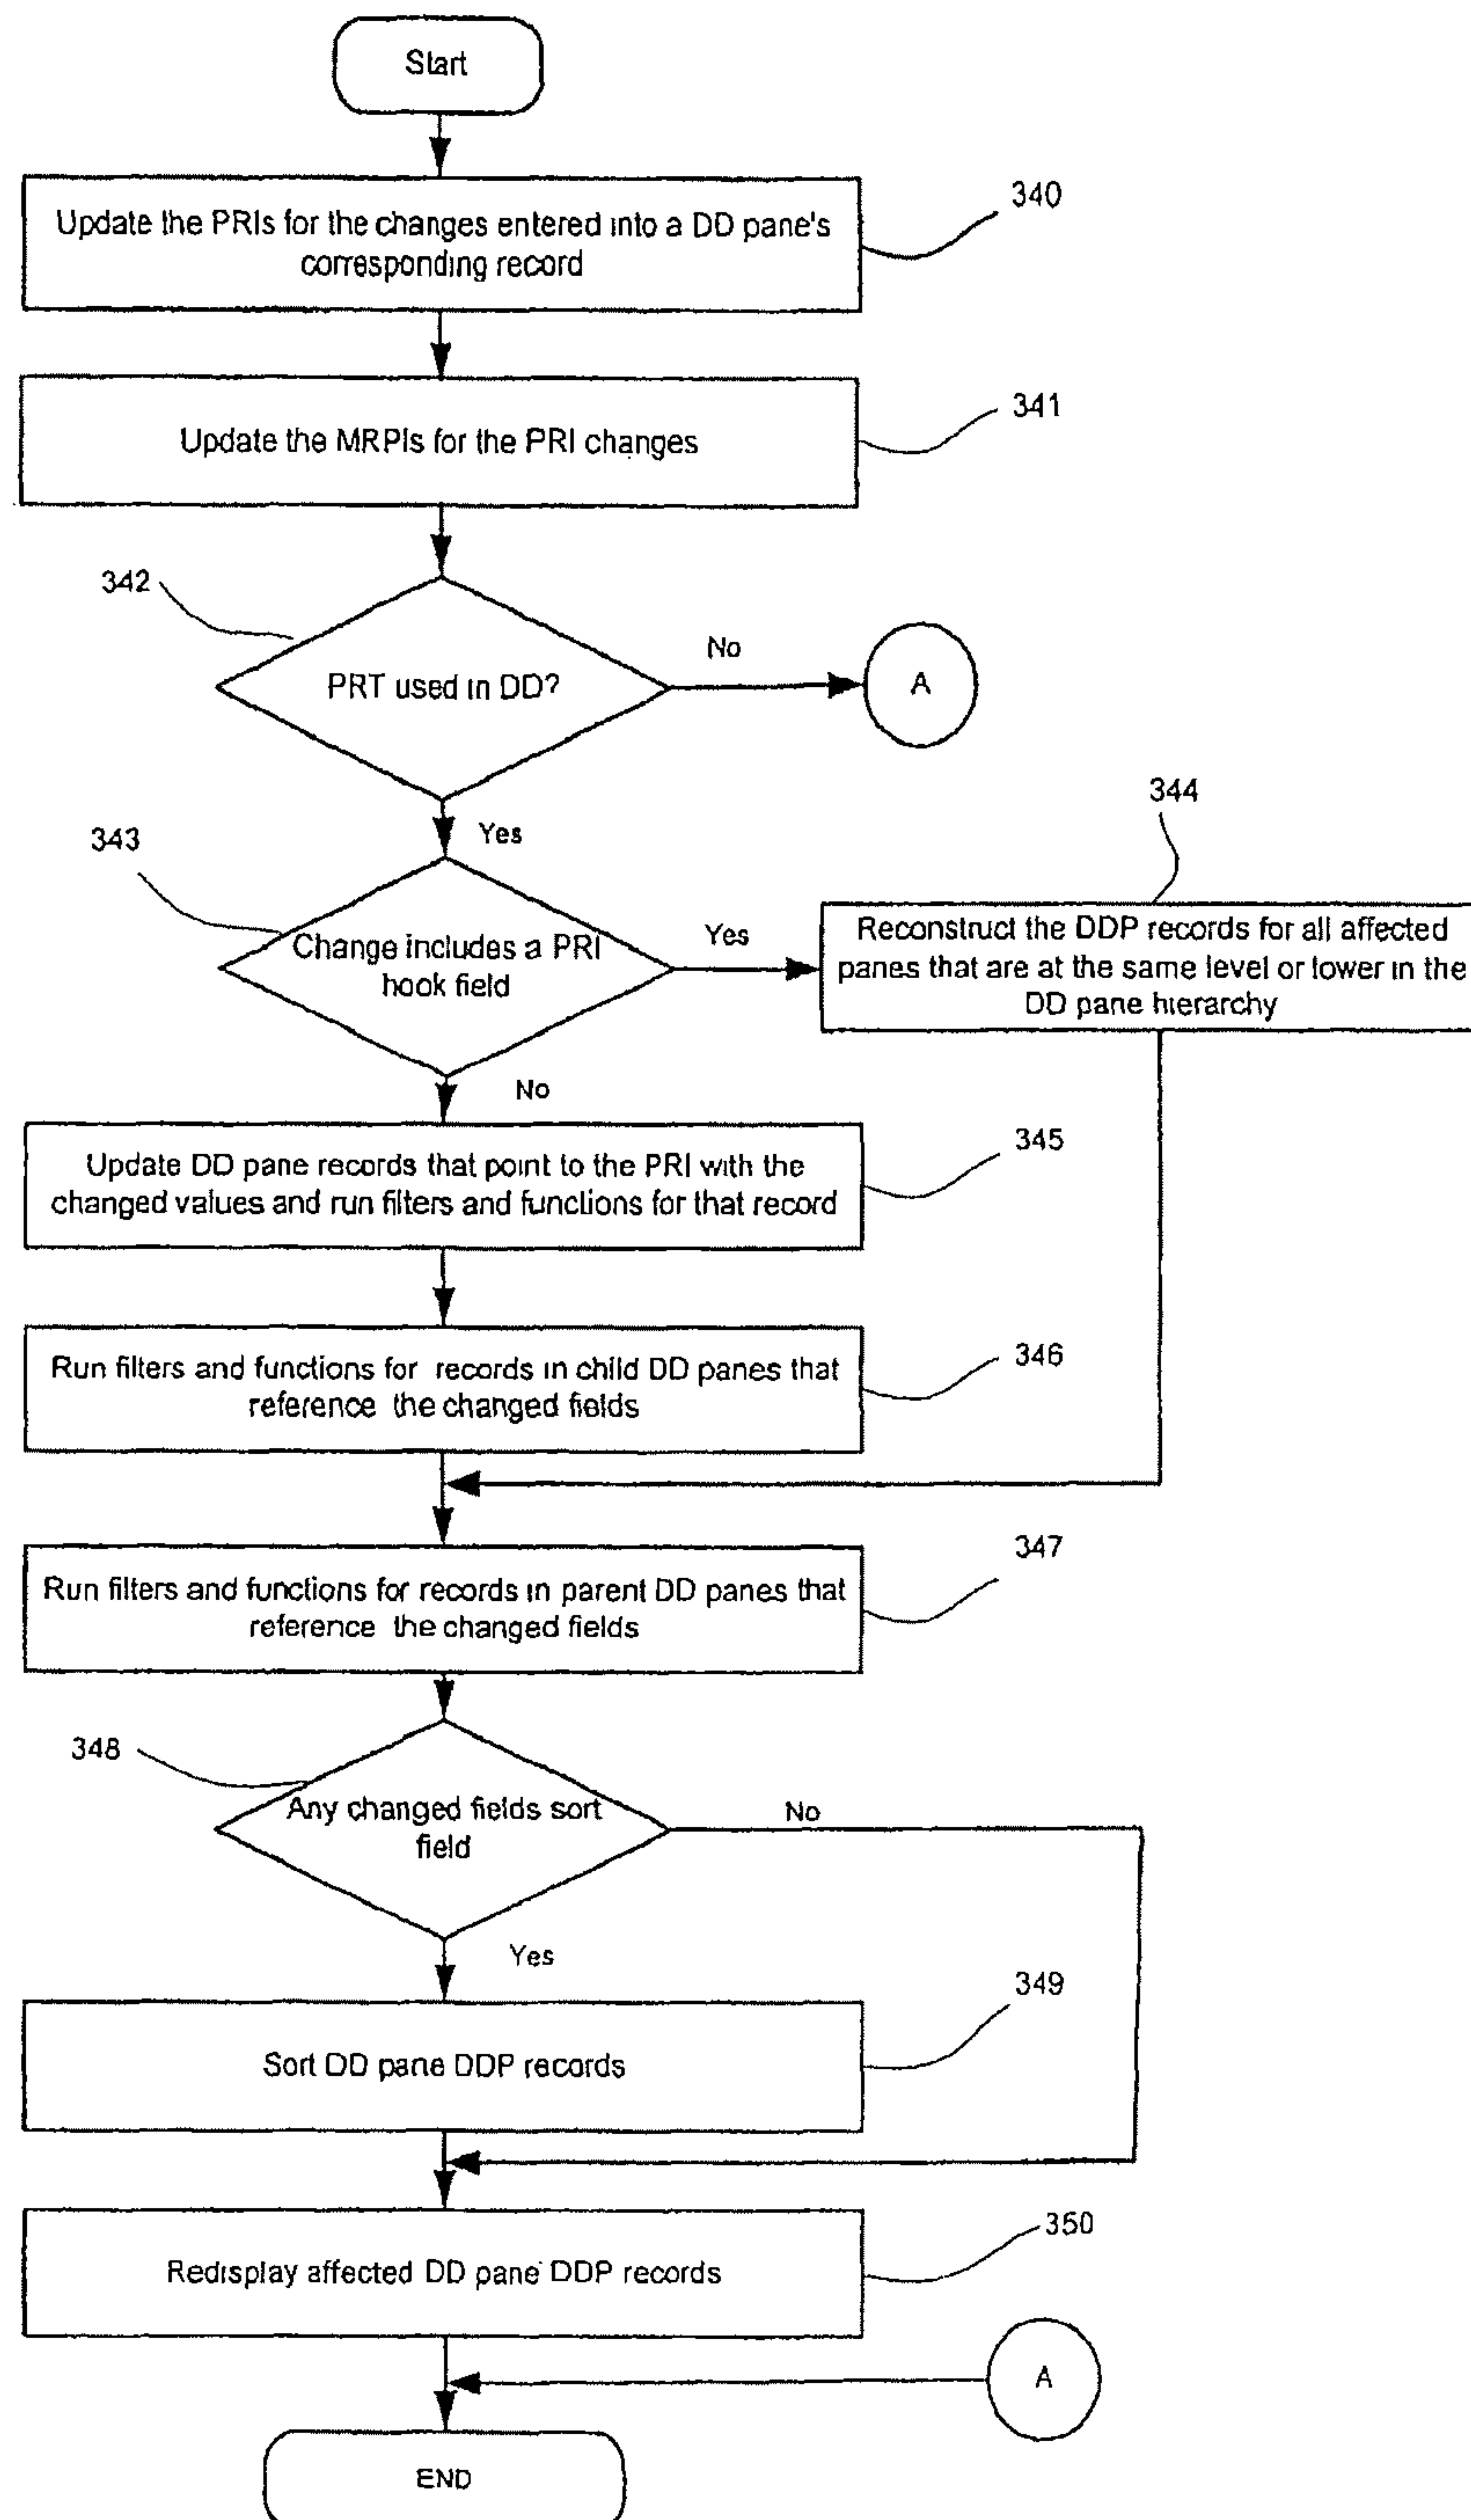 Start
Update the PRIs for the changes entered into a DD pane's
corresponding record
340
Update the MRPIs for the PRI changes
341
342
PRT used in DD?
No
A
Yes
343
Change includes a PRI
hook field
Yes
344
Reconstruct the DDP records for all affected
panes that are at the same level or lower in the
DD pane hierarchy
No
Update DD pane records that point to the PRI with the
changed values and run filters and functions for that record
345
Run filters and functions for records in child DD panes that
reference the changed fields
346
Run filters and functions for records in parent DD panes that
reference the changed fields
347
348
Any changed fields sort
field
No
Yes
Sort DD pane DDP records
349
Redisplay affected DD pane DDP records
350
A
END